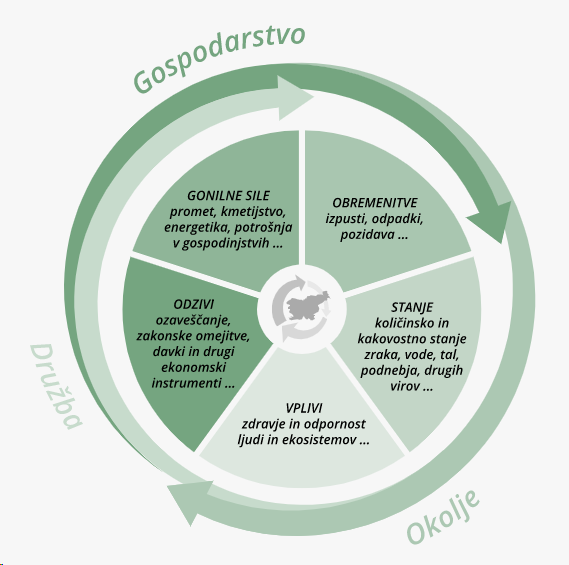 Gospodarstvo
GONILNE SILE
promet, kmetijstvo,
energetika, potrošnja
v gospodinjstvih ...
OBREMENITVE
izpusti, odpadki,
pozidava ...
STANJE
količinsko in
kakovostno stanje
zraka, vode, tal,
podnebja, drugih
virov ...
VPLIVI
zdravje in odpornost
ljudi in ekosistemov ...
ODZIVI
ozaveščanje,
zakonske omejitve,
davki in drugi
ekonomski
instrumenti ...
Družba
Okolje